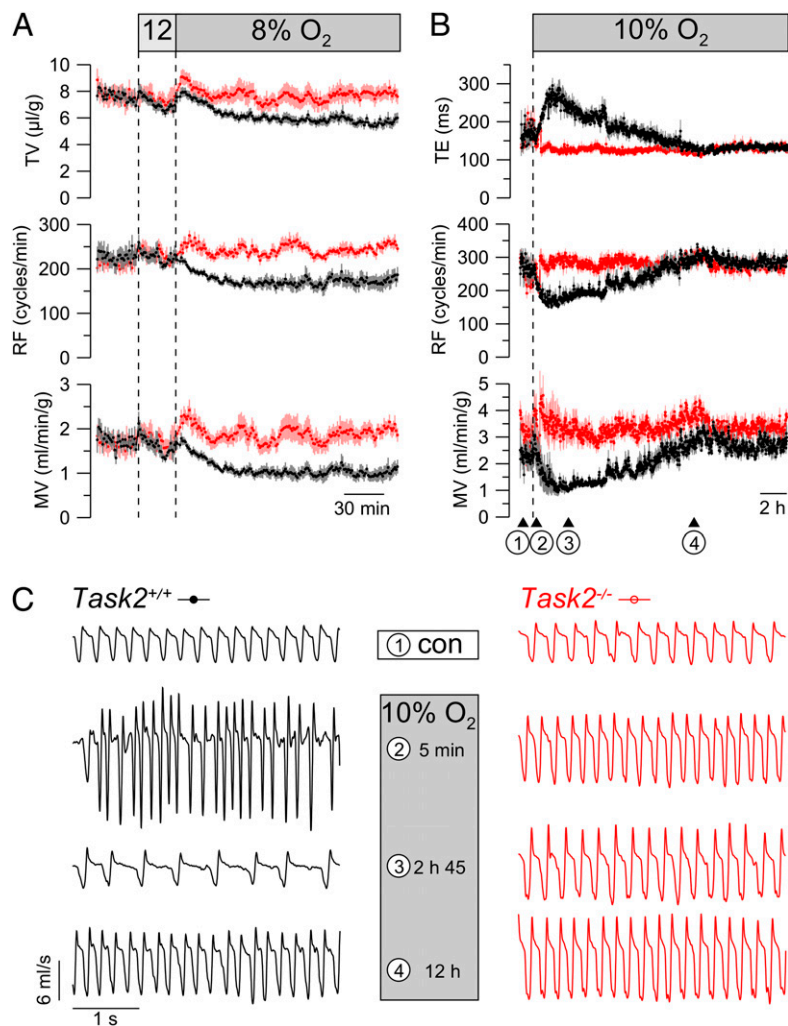 A
12
8% O₂
TV (µl/g)
10
8
6
4
2
0
RF (cycles/min)
300
200
100
0
MV (ml/min/g)
3
2
1
0
30 min
B
10% O₂
TE (ms)
300
200
100
0
RF (cycles/min)
400
300
200
100
0
MV (ml/min/g)
5
4
3
2
1
0
2 h
① ② ③ ④
C
Task2+/+
Task2-/-
① con
10% O₂
② 5 min
③ 2 h 45
④ 12 h
6 ml/s
1 s